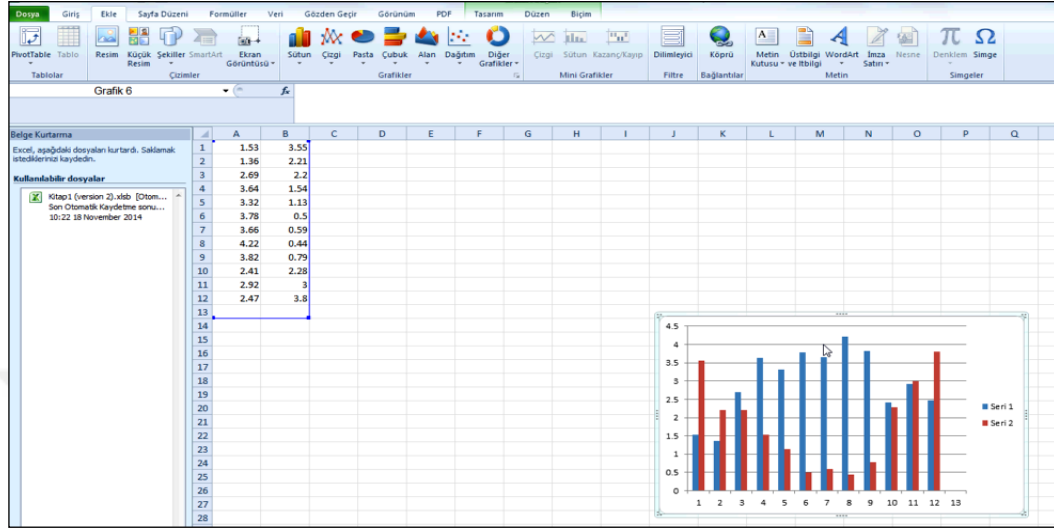 Dosya Giriş Ekle Sayfa Düzeni Formüller Veri Gözden Geçir Görünüm PDF Tasarım Düzen Biçim
PivotTable Tablo Resim Küçük Resim Şekiller SmartArt Ekran Görüntüsü Sütun Çizgi Pasta Çubuk Alan Dağıtım Diğer Grafikler Çizgi Sütun Kazanç/Kayıp Dilimleyici Köprü Metin Kutusu Üstbilgi ve ltbilgi WordArt İmza Satırı Nesne Denklem Simge
Tablolar Çizimler Grafikler Mini Grafikler Filtre Bağlantılar Metin Simgeler
Grafik 6 fx
Belge Kurtarma
Excel, aşağıdaki dosyaları kurtardı. Saklamak
istediklerinizi kaydedin.
Kullanılabilir dosyalar
Kitap1 (version 2).xlsb [Otom...
Son Otomatik Kaydetme sonu...
10:22 18 November 2014
A B C D E F G H I J K L M N O P Q
1 1.53 3.55
2 1.36 2.21
3 2.69 2.2
4 3.64 1.54
5 3.32 1.13
6 3.78 0.5
7 3.66 0.59
8 4.22 0.44
9 3.82 0.79
10 2.41 2.28
11 2.92 3
12 2.47 3.8
13
14
15
16
17
18
19
20
21
22
23
24
25
26
27
28
4.5
4
3.5
3
2.5
2
1.5
1
0.5
0
1 2 3 4 5 6 7 8 9 10 11 12 13
Seri 1
Seri 2